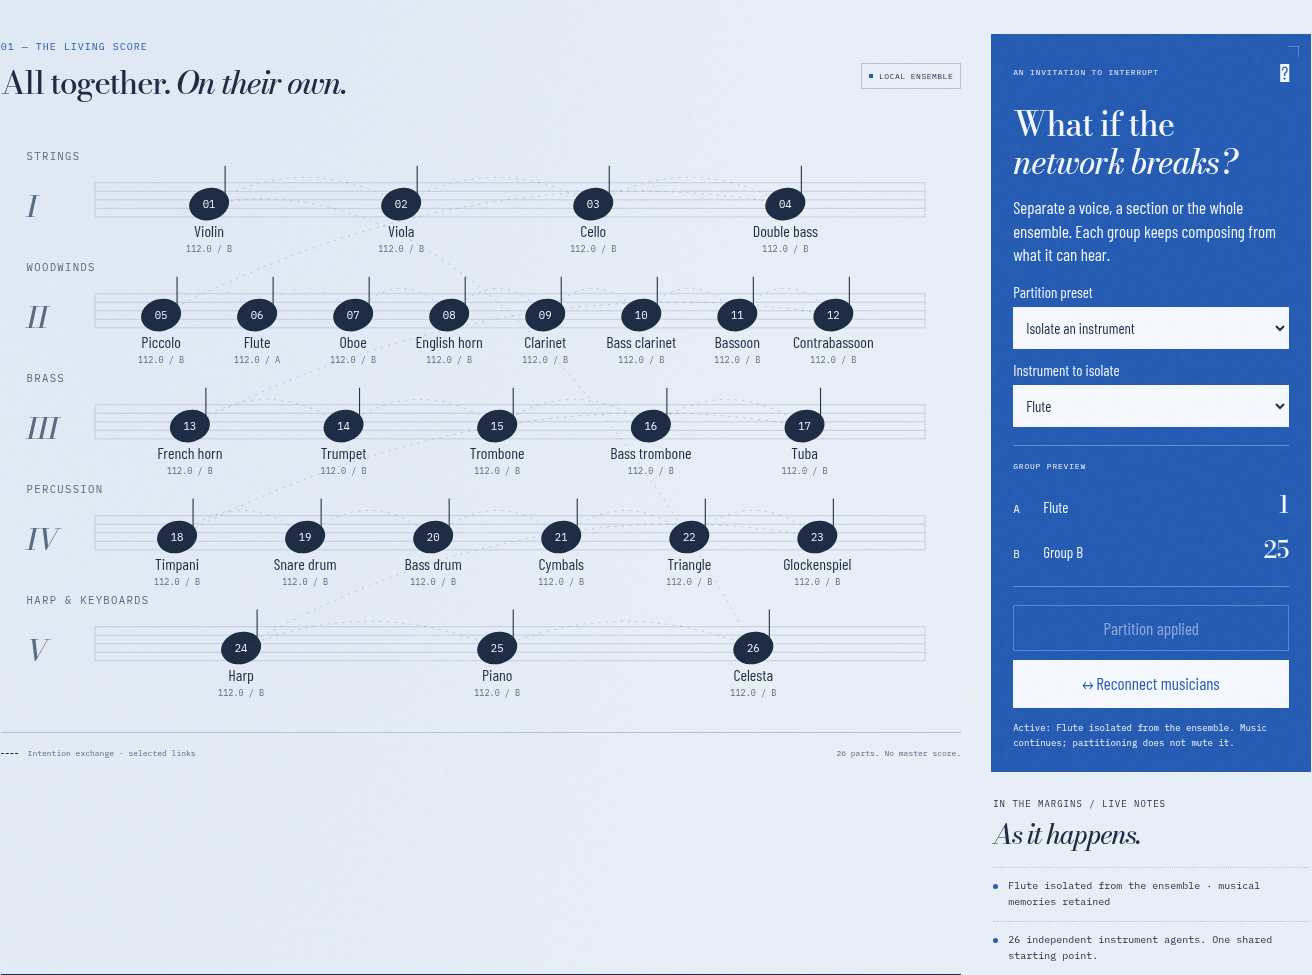 01 — THE LIVING SCORE
All together. On their own.
LOCAL ENSEMBLE
STRINGS
I
01 02 03 04
Violin Viola Cello Double bass
112.0 / B 112.0 / B 112.0 / B 112.0 / B
WOODWINDS
II
05 06 07 08 09 10 11 12
Piccolo Flute Oboe English horn Clarinet Bass clarinet Bassoon Contrabassoon
112.0 / B 112.0 / A 112.0 / B 112.0 / B 112.0 / B 112.0 / B 112.0 / B 112.0 / B
BRASS
III
13 14 15 16 17
French horn Trumpet Trombone Bass trombone Tuba
112.0 / B 112.0 / B 112.0 / B 112.0 / B 112.0 / B
PERCUSSION
IV
18 19 20 21 22 23
Timpani Snare drum Bass drum Cymbals Triangle Glockenspiel
112.0 / B 112.0 / B 112.0 / B 112.0 / B 112.0 / B 112.0 / B
HARP & KEYBOARDS
V
24 25 26
Harp Piano Celesta
112.0 / B 112.0 / B 112.0 / B
Intention exchange · selected links
26 parts. No master score.
AN INVITATION TO INTERRUPT
?
What if the
network breaks?
Separate a voice, a section or the whole
ensemble. Each group keeps composing from
what it can hear.
Partition preset
Isolate an instrument
Instrument to isolate
Flute
GROUP PREVIEW
A Flute 1
B Group B 25
Partition applied
↔ Reconnect musicians
Active: Flute isolated from the ensemble. Music
continues; partitioning does not mute it.
IN THE MARGINS / LIVE NOTES
As it happens.
Flute isolated from the ensemble · musical
memories retained
26 independent instrument agents. One shared
starting point.